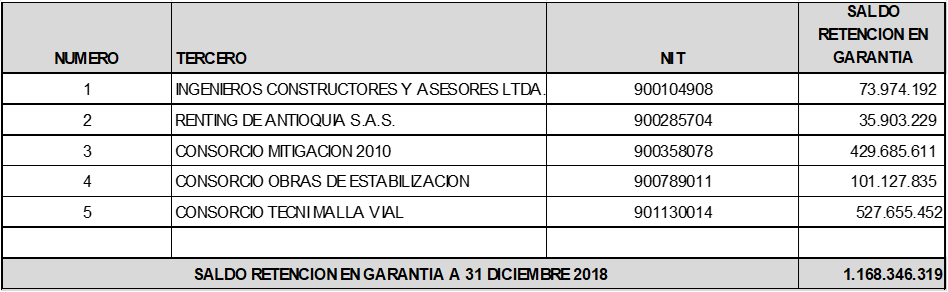 NUMERO TERCERO NIT SALDO RETENCION EN GARANTIA
1 INGENIEROS CONSTRUCTORES Y ASESORES LTDA. 900104908 73.974.192
2 RENTING DE ANTIOQUIA S.A.S. 900285704 35.903.229
3 CONSORCIO MITIGACION 2010 900358078 429.685.611
4 CONSORCIO OBRAS DE ESTABILIZACION 900789011 101.127.835
5 CONSORCIO TECNIMALLA VIAL 901130014 527.655.452
SALDO RETENCION EN GARANTIA A 31 DICIEMBRE 2018 1.168.346.319